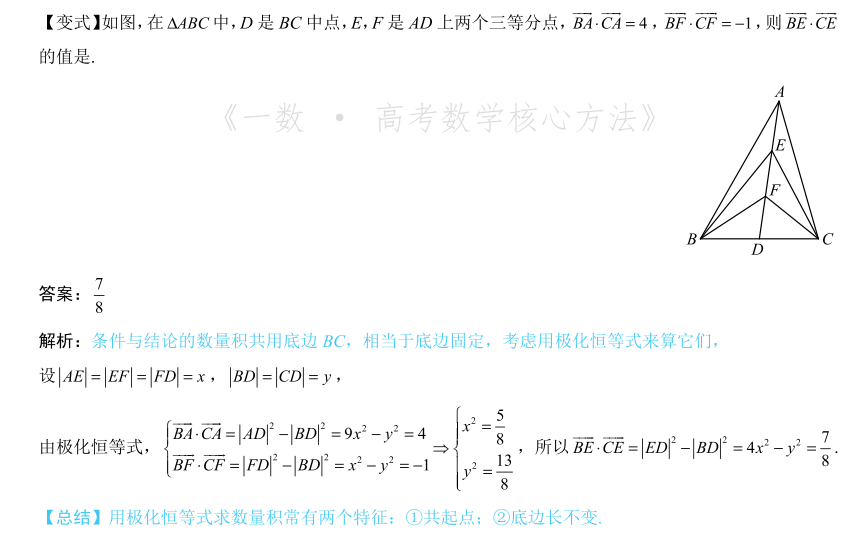 【变式】如图,在 ΔABC 中,D 是 BC 中点,E,F 是 AD 上两个三等分点,$\overrightarrow{BA}\cdot\overrightarrow{CA}=4$,$\overrightarrow{BF}\cdot\overrightarrow{CF}=-1$,则 $\overrightarrow{BE}\cdot\overrightarrow{CE}$
的值是.
《一数 · 高考数学核心方法》
A
E
F
B
D
C
答案:$\frac{7}{8}$
解析:条件与结论的数量积共用底边 BC,相当于底边固定,考虑用极化恒等式来算它们,
设$|AE|=|EF|=|FD|=x$,$|BD|=|CD|=y$,
由极化恒等式,$\begin{cases}\overrightarrow{BA}\cdot\overrightarrow{CA}=|AD|^2-|BD|^2=9x^2-y^2=4\\\overrightarrow{BF}\cdot\overrightarrow{CF}=|FD|^2-|BD|^2=x^2-y^2=-1\end{cases}\Rightarrow\begin{cases}x^2=\frac{5}{8}\\y^2=\frac{13}{8}\end{cases}$,所以$\overrightarrow{BE}\cdot\overrightarrow{CE}=|ED|^2-|BD|^2=4x^2-y^2=\frac{7}{8}$.
【总结】用极化恒等式求数量积常有两个特征:①共起点;②底边长不变.